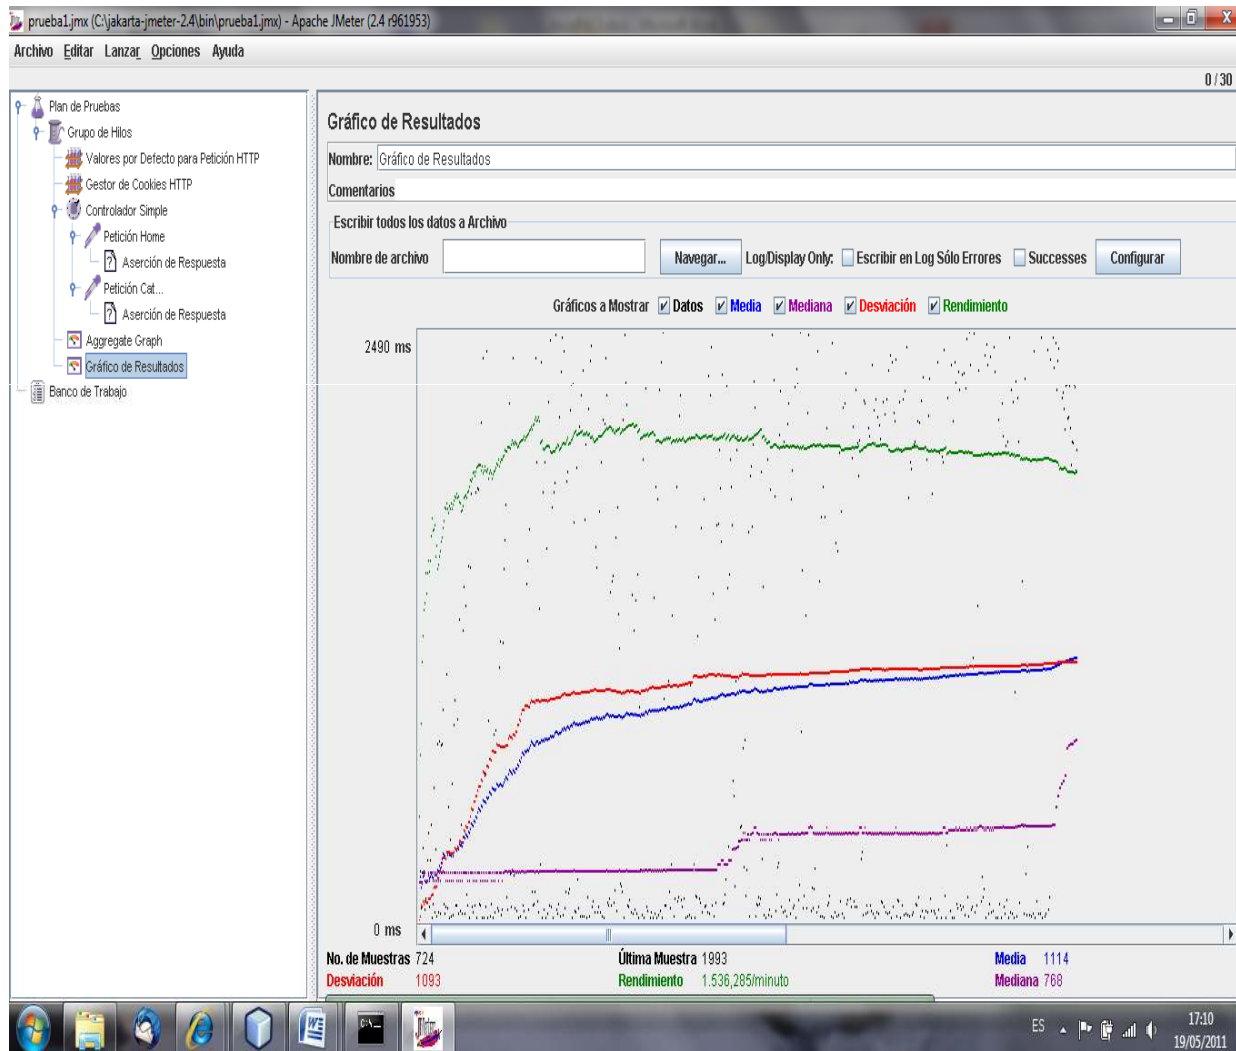 prueba1.jmx (C:\jakarta-jmeter-2.4\bin\prueba1.jmx) - Apache JMeter (2.4 r961953)
Archivo Editar Lanzar Opciones Ayuda
0 / 30
Plan de Pruebas
Grupo de Hilos
Valores por Defecto para Petición HTTP
Gestor de Cookies HTTP
Controlador Simple
Petición Home
Aserción de Respuesta
Petición Cat...
Aserción de Respuesta
Aggregate Graph
Gráfico de Resultados
Banco de Trabajo
Gráfico de Resultados
Nombre: Gráfico de Resultados
Comentarios
Escribir todos los datos a Archivo
Nombre de archivo Navegar... Log/Display Only: Escribir en Log Sólo Errores Successes Configurar
Gráficos a Mostrar Datos Media Mediana Desviación Rendimiento
2490 ms
0 ms
No. de Muestras 724 Última Muestra 1993 Media 1114
Desviación 1093 Rendimiento 1.536,285/minuto Mediana 768
ES 17:10
19/05/2011